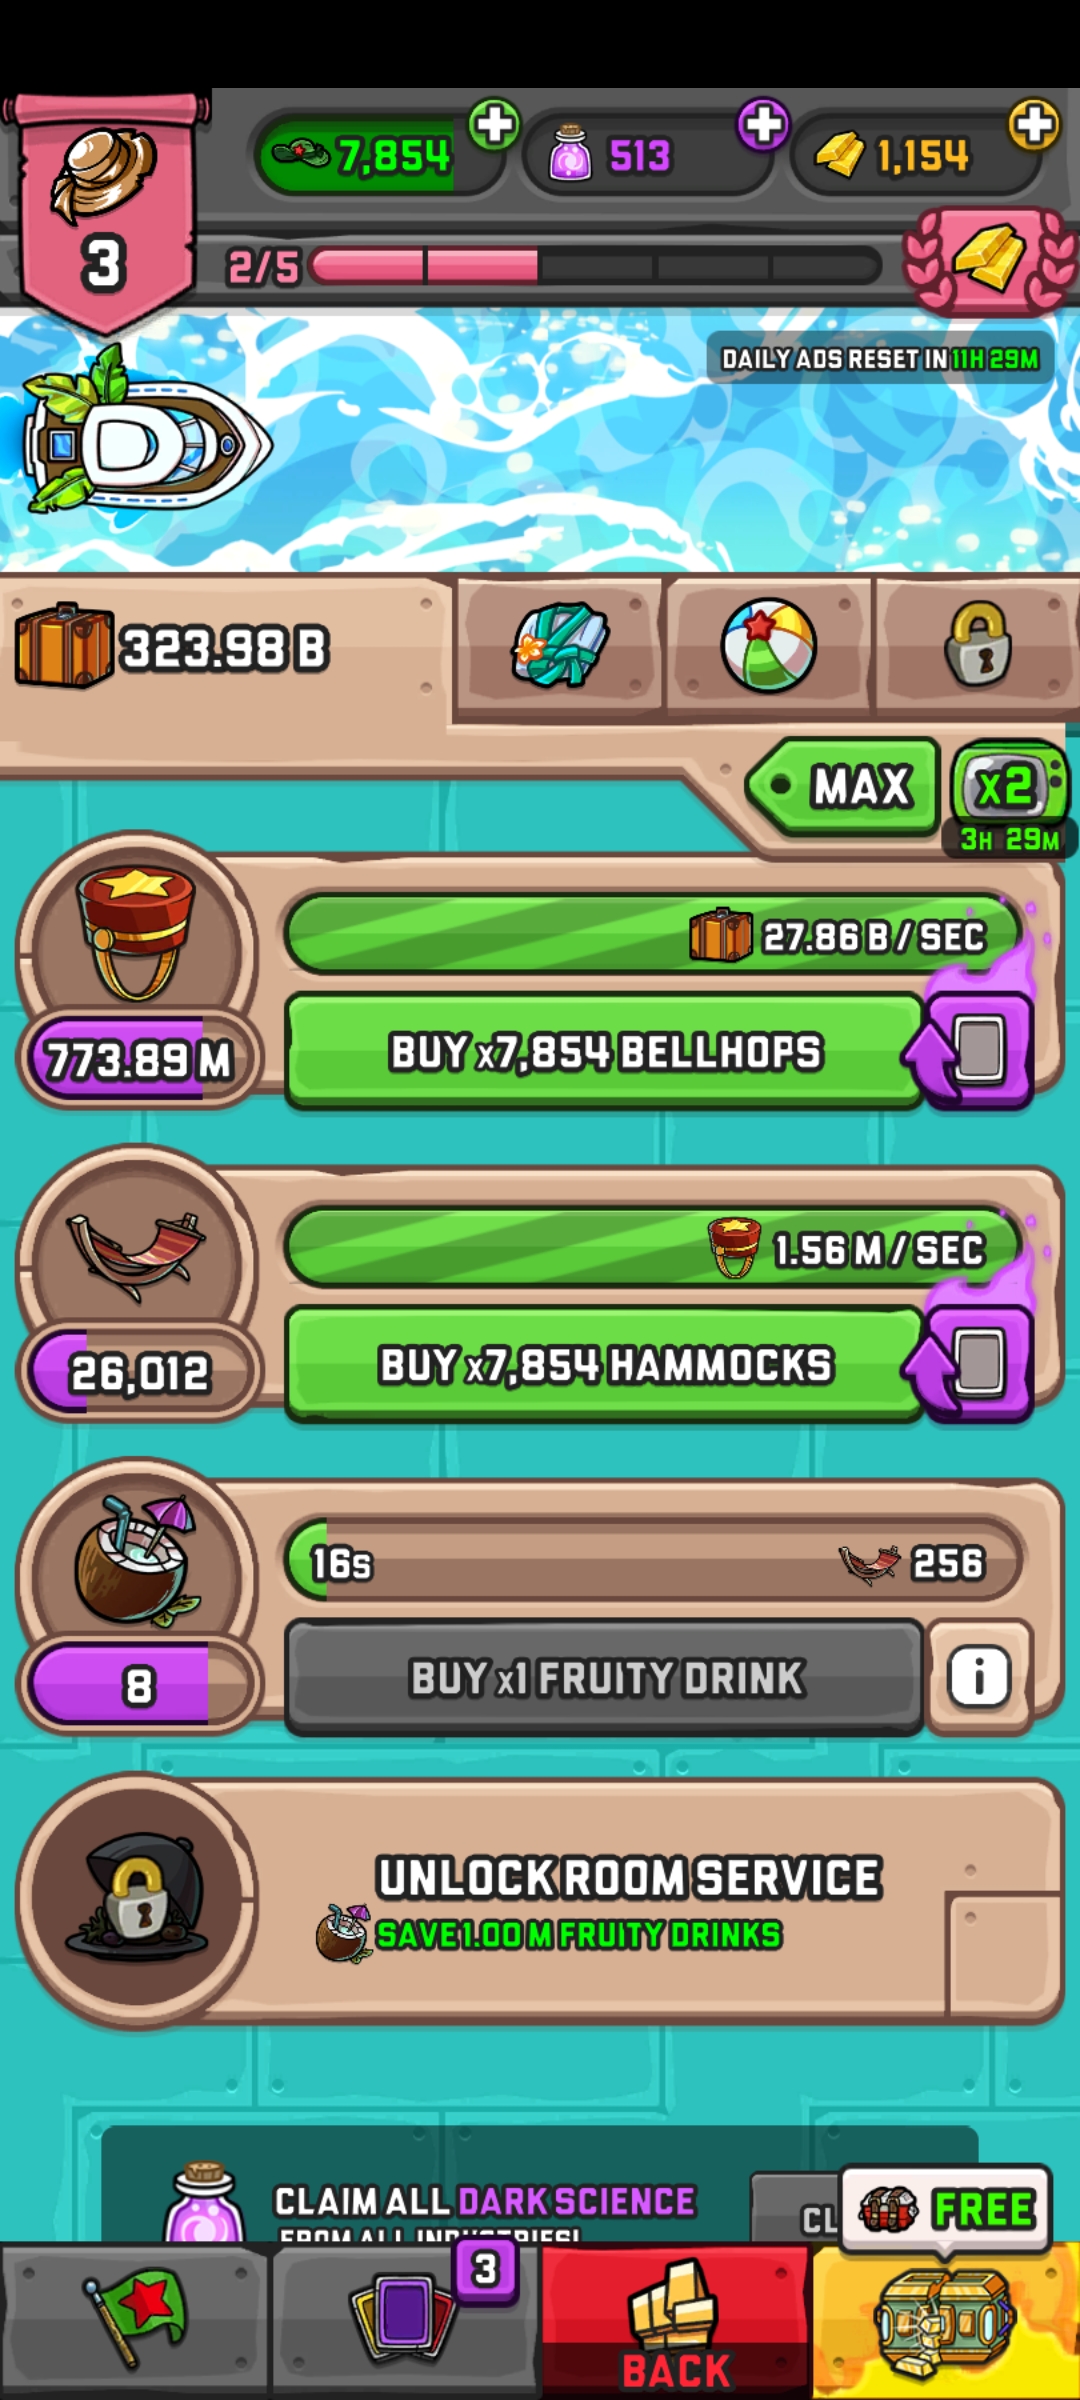 7,854
513
1,154
3
2/5
DAILY ADS RESET IN 11H 29M
323.98 B
MAX
x2
3H 29M
27.86 B / SEC
773.89 M
BUY x7,854 BELLHOPS
1.56 M / SEC
26,012
BUY x7,854 HAMMOCKS
16s
256
8
BUY x1 FRUITY DRINK
i
UNLOCK ROOM SERVICE
SAVE 1.00 M FRUITY DRINKS
CLAIM ALL DARK SCIENCE
FROM ALL INDUSTRIES!
CL
FREE
3
BACK